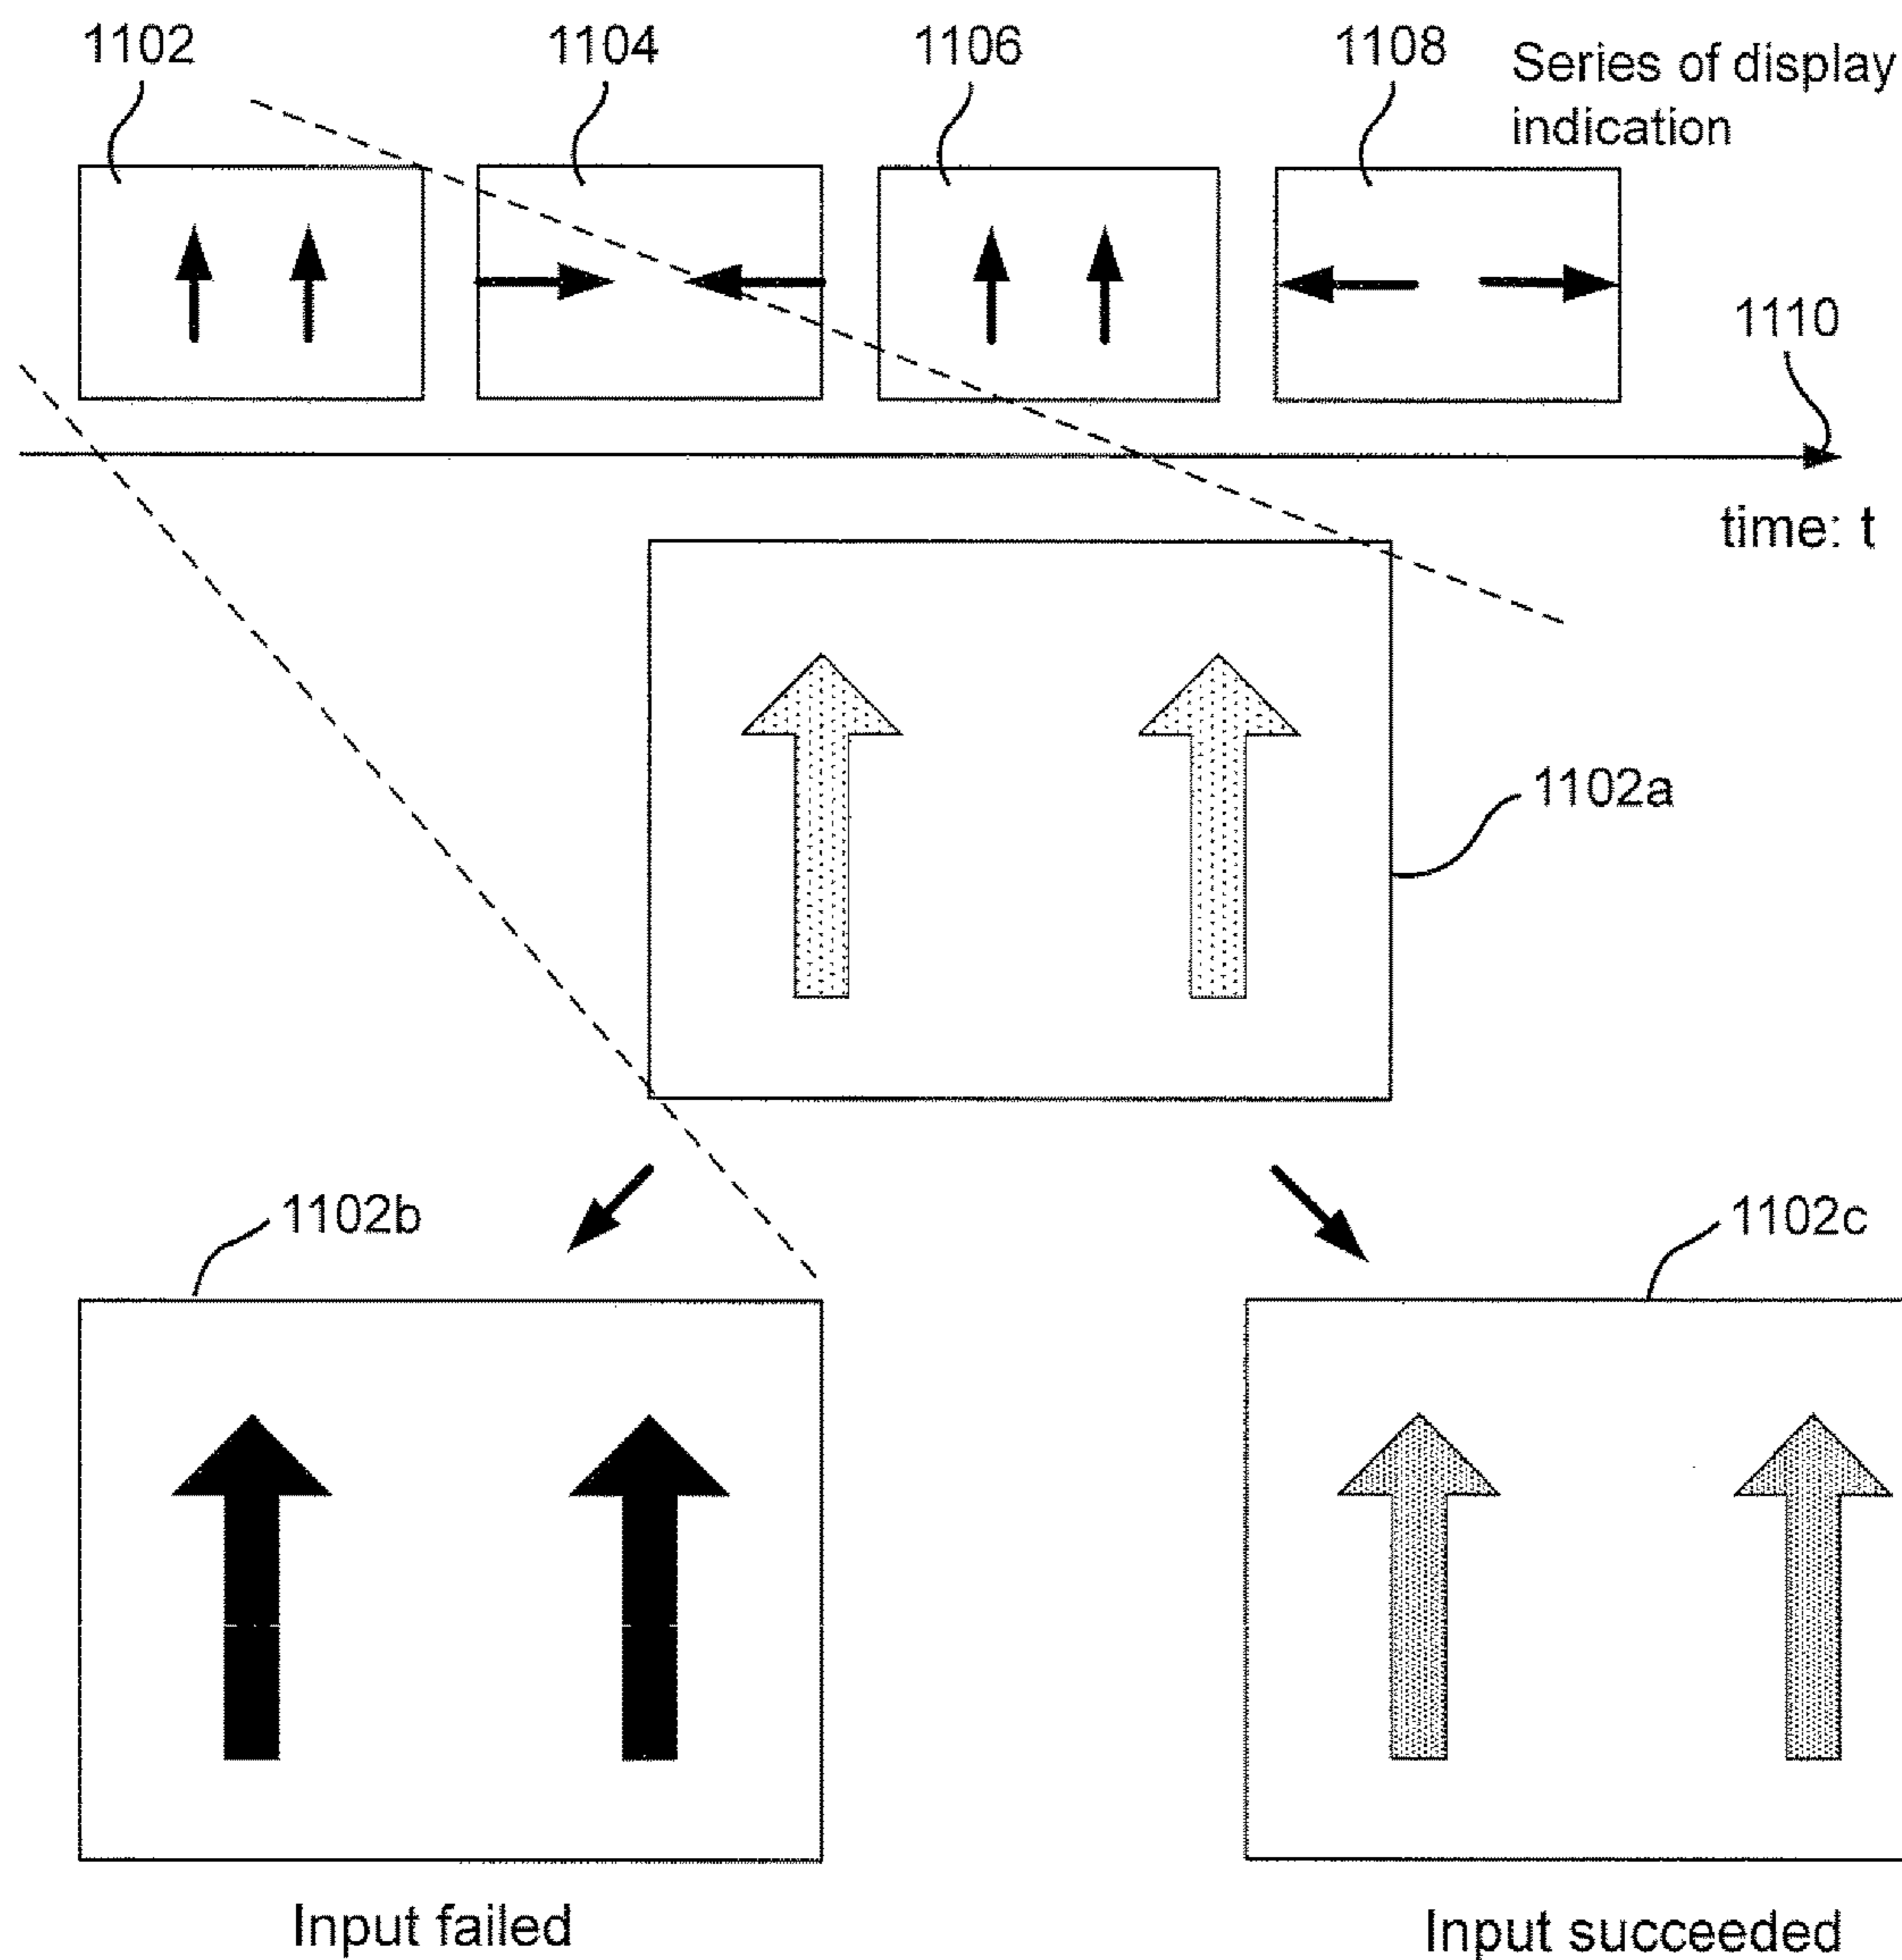 1102
1104
1106
1108
Series of display
indication
1110
time: t
1102a
1102b
1102c
Input failed
Input succeeded